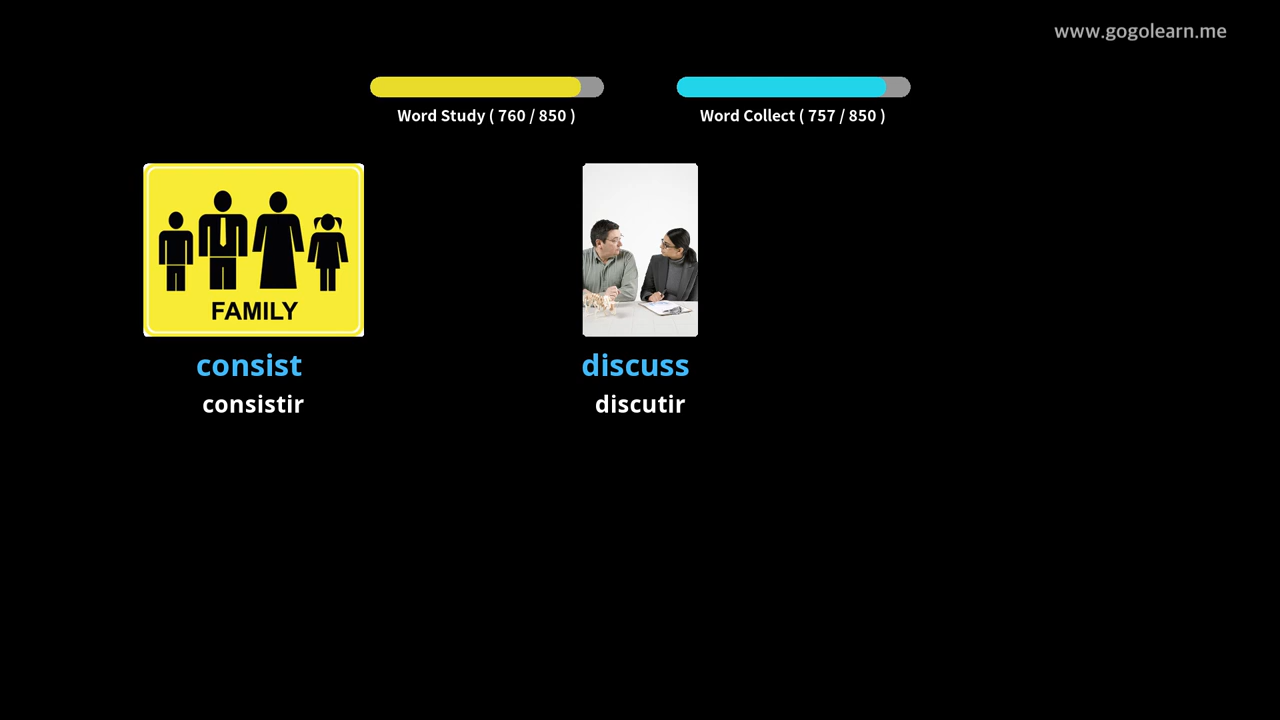 www.gogolearn.me
Word Study ( 760 / 850 )
Word Collect ( 757 / 850 )
FAMILY
consist
discuss
consistir
discutir